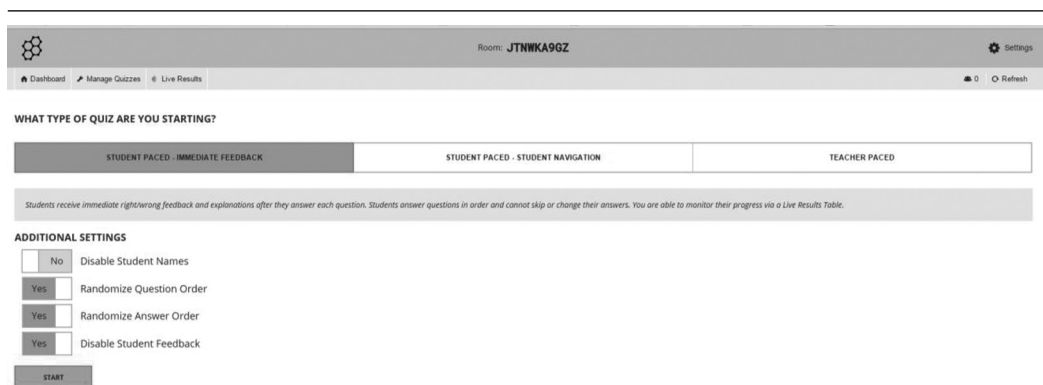 Room: JTNWKA9GZ Settings
Dashboard Manage Quizzes Live Results 0 Refresh
WHAT TYPE OF QUIZ ARE YOU STARTING?
STUDENT PACED - IMMEDIATE FEEDBACK STUDENT PACED - STUDENT NAVIGATION TEACHER PACED
Students receive immediate right/wrong feedback and explanations after they answer each question. Students answer questions in order and cannot skip or change their answers. You are able to monitor their progress via a Live Results Table.
ADDITIONAL SETTINGS
No Disable Student Names
Yes Randomize Question Order
Yes Randomize Answer Order
Yes Disable Student Feedback
START